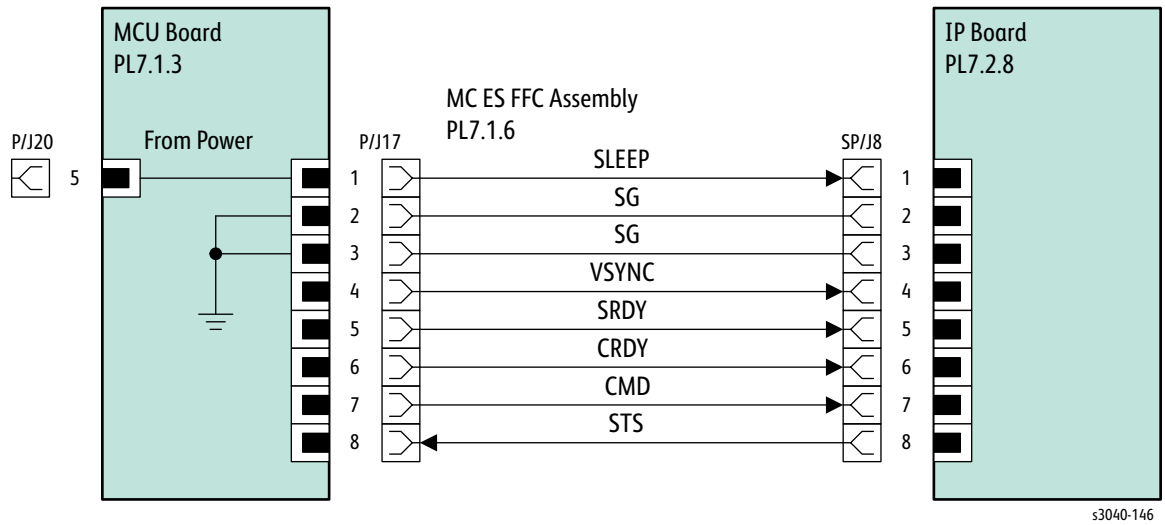 MCU Board
PL7.1.3
IP Board
PL7.2.8
MC ES FFC Assembly
PL7.1.6
P/J20
From Power
P/J17
SP/J8
5
1
SLEEP
1
2
SG
2
3
SG
3
4
VSYNC
4
5
SRDY
5
6
CRDY
6
7
CMD
7
8
STS
8
s3040-146